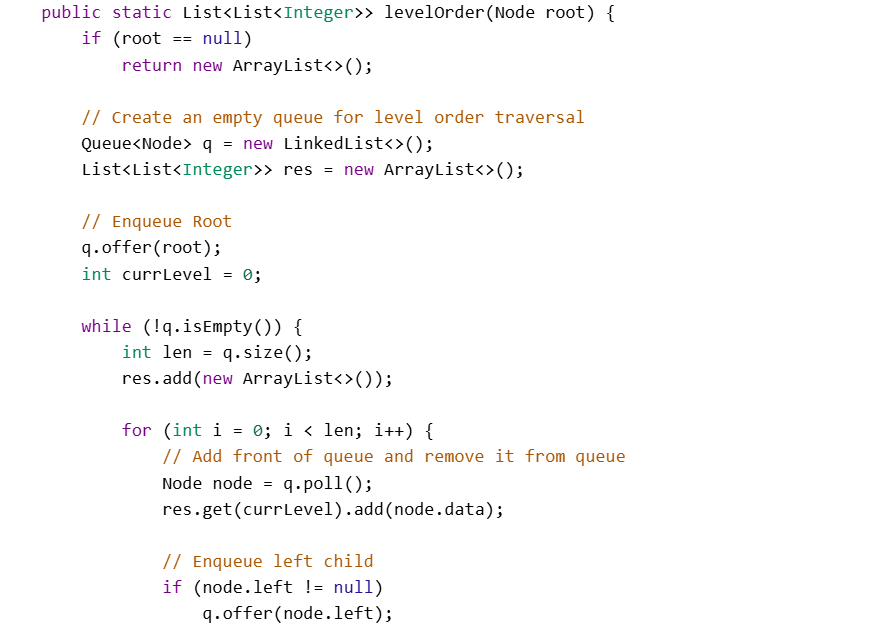 public static List<List<Integer>> levelOrder(Node root) {
if (root == null)
return new ArrayList<>();
// Create an empty queue for level order traversal
Queue<Node> q = new LinkedList<>();
List<List<Integer>> res = new ArrayList<>();
// Enqueue Root
q.offer(root);
int currLevel = 0;
while (!q.isEmpty()) {
int len = q.size();
res.add(new ArrayList<>());
for (int i = 0; i < len; i++) {
// Add front of queue and remove it from queue
Node node = q.poll();
res.get(currLevel).add(node.data);
// Enqueue left child
if (node.left != null)
q.offer(node.left);